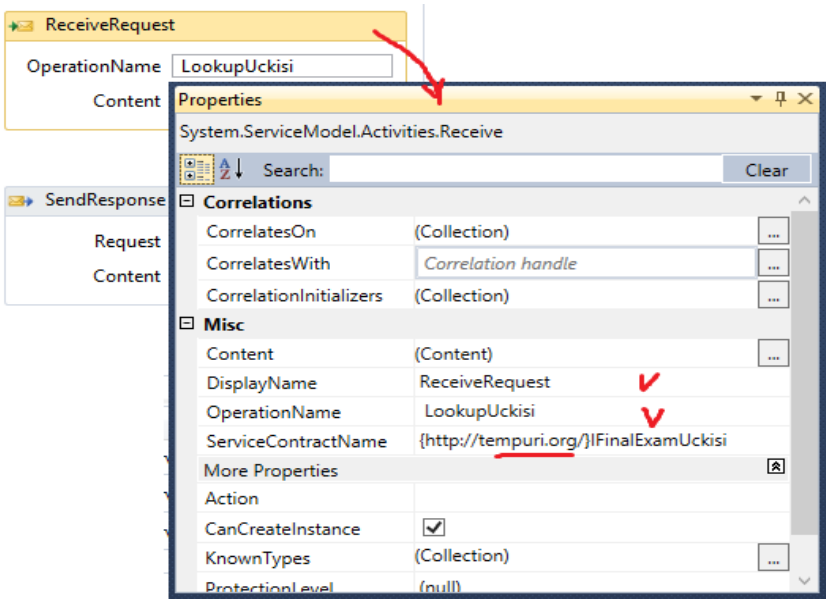 ReceiveRequest
OperationName LookupUckisi
Content
SendResponse
Request
Content
Properties
System.ServiceModel.Activities.Receive
Search: Clear
Correlations
CorrelatesOn (Collection) ...
CorrelatesWith Correlation handle ...
CorrelationInitializers (Collection) ...
Misc
Content (Content) ...
DisplayName ReceiveRequest
OperationName LookupUckisi
ServiceContractName {http://tempuri.org/}IFinalExamUckisi
More Properties
Action
CanCreateInstance
KnownTypes (Collection) ...
ProtectionLevel (null)